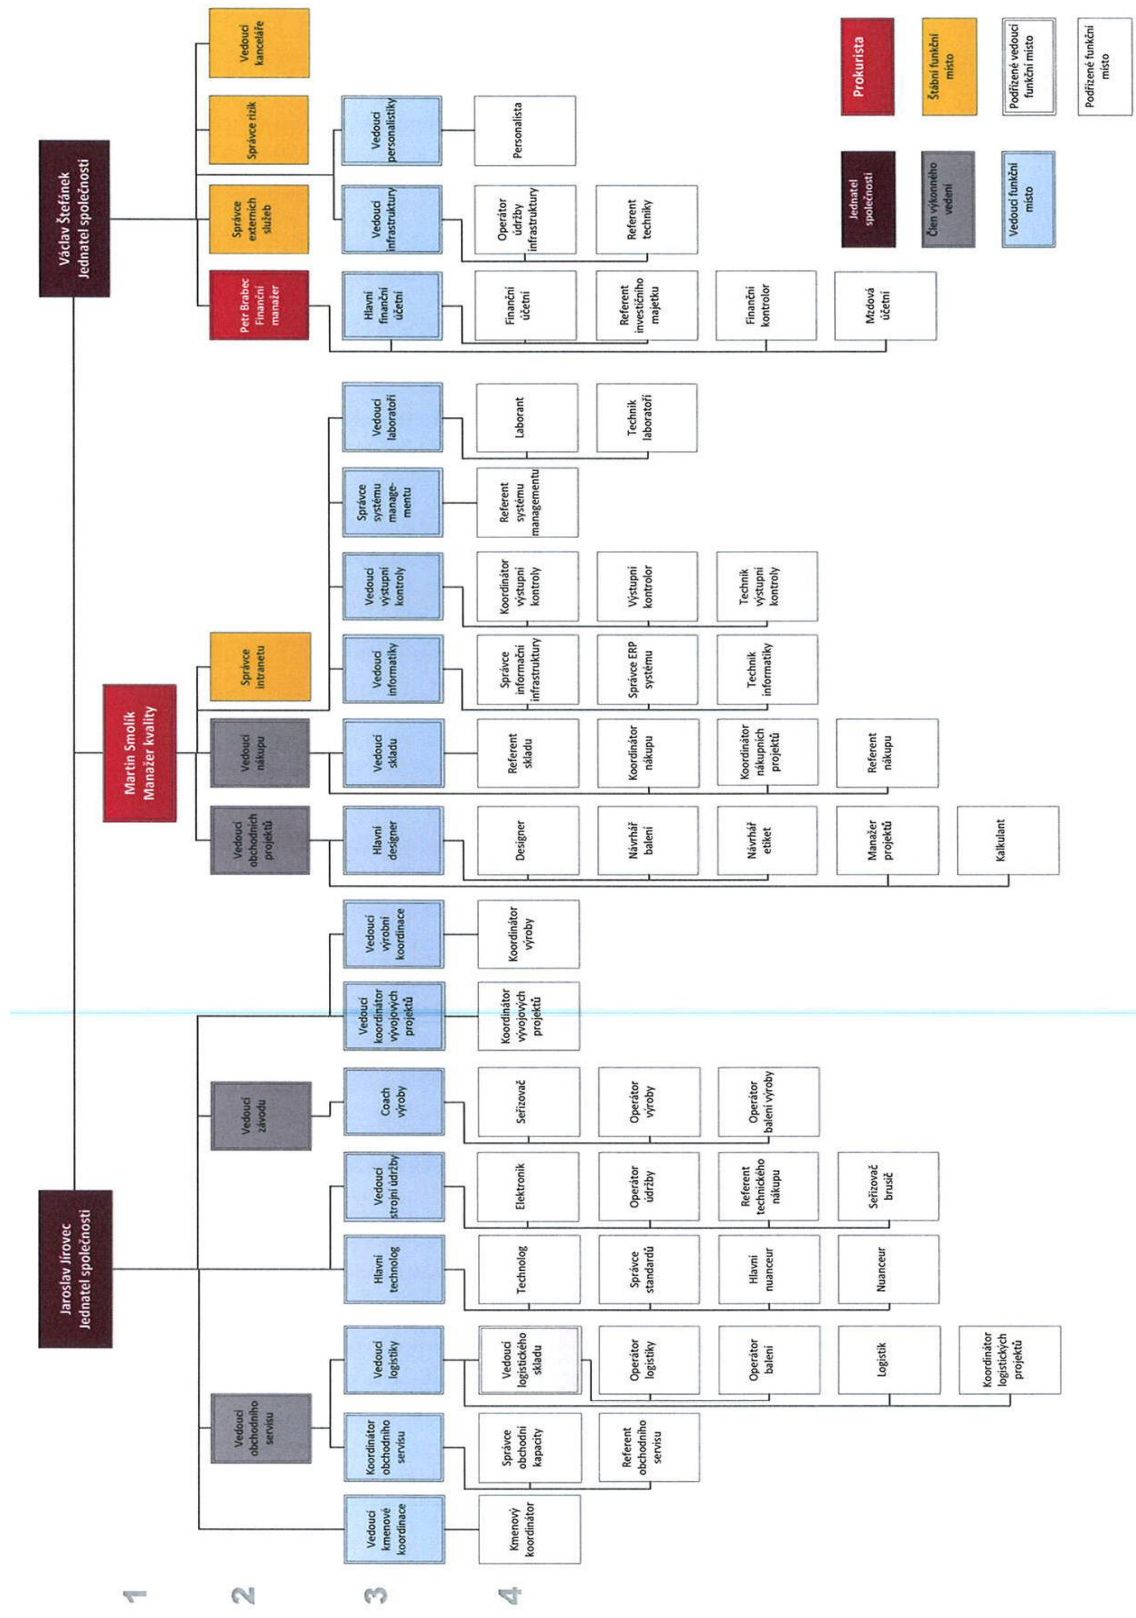 Jaroslav Jírovec
Jednatel společnosti
Václav Štefánek
Jednatel společnosti
1
Martin Smolík
Manažer kvality
2
Vedoucí
obchodního
servisu
Vedoucí
závodu
Vedoucí
obchodních
projektů
Vedoucí
nákupu
Správce
intranetu
Petr Brabec
Finanční
manažer
Správce
externích
služeb
Správce rizik
Vedoucí
kanceláře
3
Vedoucí
kmenové
koordinace
Koordinátor
obchodního
servisu
Vedoucí
logistiky
Hlavní
technolog
Vedoucí
strojní údržby
Coach
výroby
Vedoucí
koordinátor
vývojových
projektů
Vedoucí
výrobní
koordinace
Hlavní
designer
Vedoucí
skladu
Vedoucí
informatiky
Vedoucí
výstupní
kontroly
Správce
systému
manage-
mentu
Vedoucí
laboratoří
Hlavní
finanční
účetní
Vedoucí
infrastruktury
Vedoucí
personalistiky
4
Kmenový
koordinátor
Správce
obchodní
kapacity
Vedoucí
logistického
skladu
Technolog
Elektronik
Seřizovač
Koordinátor
vývojových
projektů
Koordinátor
výroby
Designer
Referent
skladu
Správce
informační
infrastruktury
Koordinátor
výstupní
kontroly
Referent
systému
managementu
Laborant
Finanční
účetní
Operátor
údržby
infrastruktury
Personalista
Referent
obchodního
servisu
Operátor
logistiky
Správce
standardů
Operátor
údržby
Operátor
výroby
Návrhář
balení
Koordinátor
nákupu
Správce ERP
systému
Výstupní
kontrolor
Technik
laboratoří
Referent
investičního
majetku
Referent
techniky
Operátor
balení
Hlavní
nuanceur
Referent
technického
nákupu
Operátor
balení výroby
Návrhář
etiket
Koordinátor
nákupních
projektů
Technik
informatiky
Technik
výstupní
kontroly
Finanční
kontrolor
Logistik
Nuanceur
Seřizovač
brusič
Manažer
projektů
Referent
nákupu
Mzdová
účetní
Koordinátor
logistických
projektů
Kalkulant
Jednatel
společnosti
Prokurista
Člen výkonného
vedení
Štábní funkční
místo
Vedoucí funkční
místo
Podřízené vedoucí
funkční místo
Podřízené funkční
místo